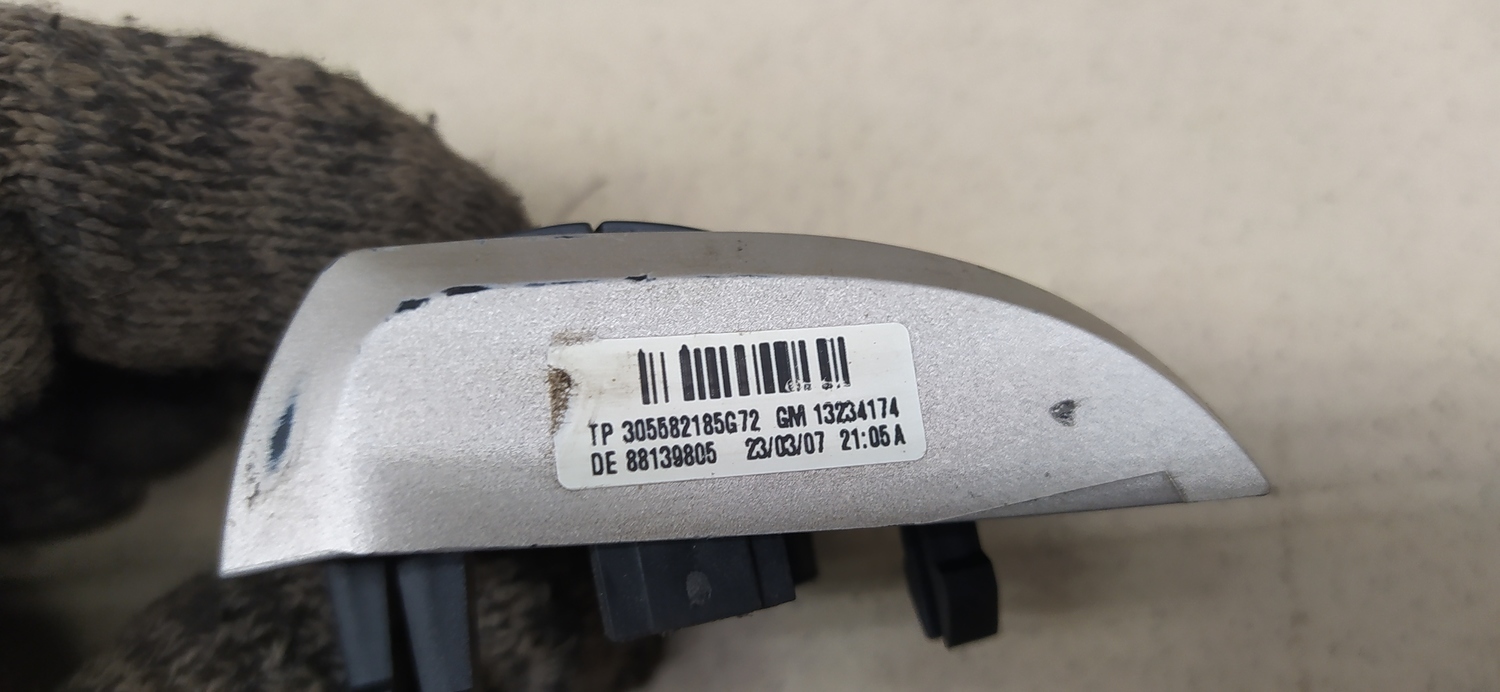 TP 305582185G72 GM 13234174
DE 88139805 23/03/07 21:05 A